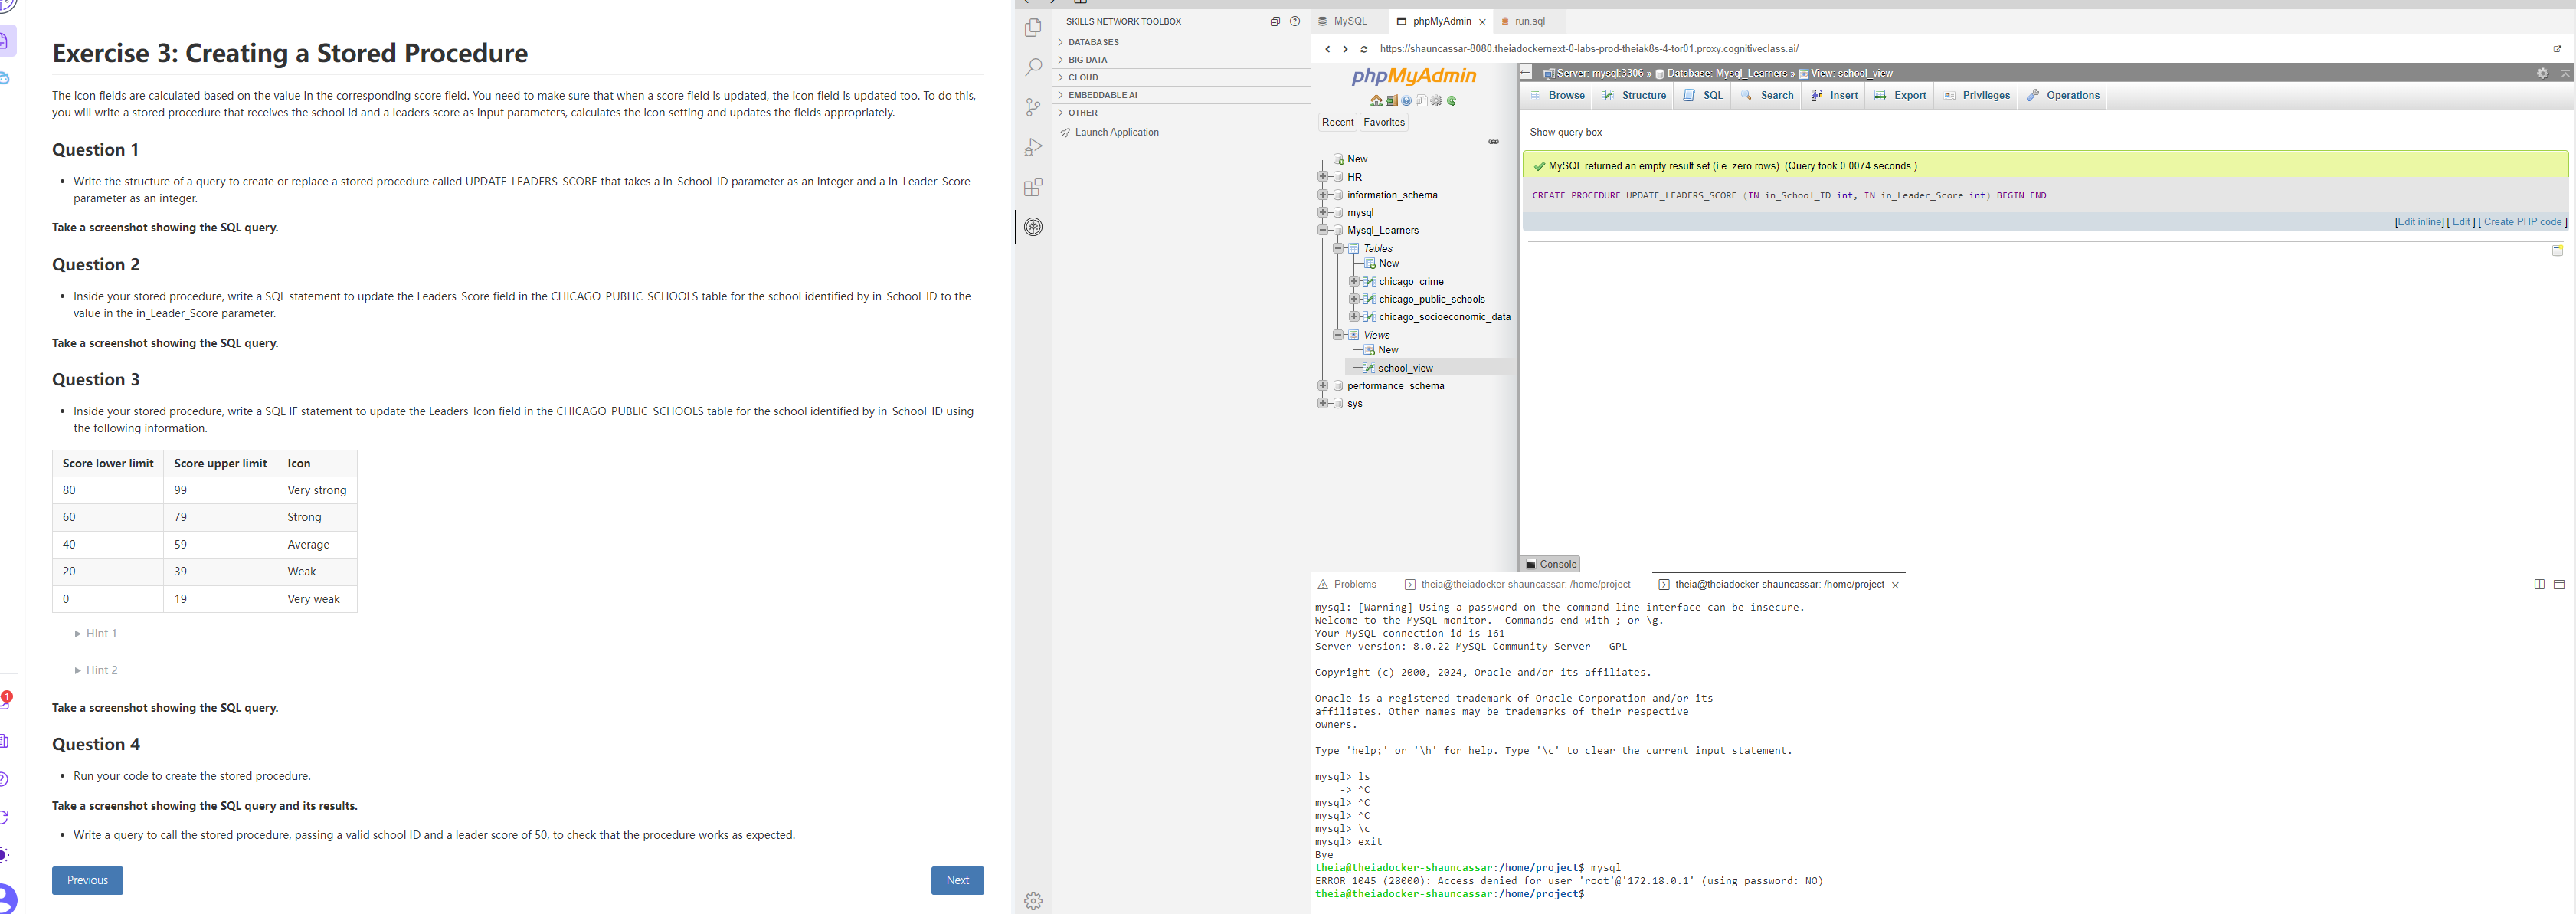 Exercise 3: Creating a Stored Procedure
The icon fields are calculated based on the value in the corresponding score field. You need to make sure that when a score field is updated, the icon field is updated too. To do this,
you will write a stored procedure that receives the school id and a leaders score as input parameters, calculates the icon setting and updates the fields appropriately.
Question 1
• Write the structure of a query to create or replace a stored procedure called UPDATE_LEADERS_SCORE that takes a in_School_ID parameter as an integer and a in_Leader_Score
parameter as an integer.
Take a screenshot showing the SQL query.
Question 2
• Inside your stored procedure, write a SQL statement to update the Leaders_Score field in the CHICAGO_PUBLIC_SCHOOLS table for the school identified by in_School_ID to the
value in the in_Leader_Score parameter.
Take a screenshot showing the SQL query.
Question 3
• Inside your stored procedure, write a SQL IF statement to update the Leaders_Icon field in the CHICAGO_PUBLIC_SCHOOLS table for the school identified by in_School_ID using
the following information.
Score lower limit Score upper limit Icon
80 99 Very strong
60 79 Strong
40 59 Average
20 39 Weak
0 19 Very weak
Hint 1
Hint 2
Take a screenshot showing the SQL query.
Question 4
• Run your code to create the stored procedure.
Take a screenshot showing the SQL query and its results.
• Write a query to call the stored procedure, passing a valid school ID and a leader score of 50, to check that the procedure works as expected.
Previous
Next
1
SKILLS NETWORK TOOLBOX
DATABASES
BIG DATA
CLOUD
EMBEDDABLE AI
OTHER
Launch Application
MySQL phpMyAdmin run.sql
https://shauncassar-8080.theiadockernext-0-labs-prod-theiak8s-4-tor01.proxy.cognitiveclass.ai/
phpMyAdmin
Recent Favorites
New
HR
information_schema
mysql
Mysql_Learners
Tables
New
chicago_crime
chicago_public_schools
chicago_socioeconomic_data
Views
New
school_view
performance_schema
sys
Server: mysql:3306 » Database: Mysql_Learners » View: school_view
Browse Structure SQL Search Insert Export Privileges Operations
Show query box
MySQL returned an empty result set (i.e. zero rows). (Query took 0.0074 seconds.)
CREATE PROCEDURE UPDATE_LEADERS_SCORE (IN in_School_ID int, IN in_Leader_Score int) BEGIN END
[Edit inline] [ Edit ] [ Create PHP code ]
Console
Problems theia@theiadocker-shauncassar: /home/project theia@theiadocker-shauncassar: /home/project
mysql: [Warning] Using a password on the command line interface can be insecure.
Welcome to the MySQL monitor.  Commands end with ; or \g.
Your MySQL connection id is 161
Server version: 8.0.22 MySQL Community Server - GPL
Copyright (c) 2000, 2024, Oracle and/or its affiliates.
Oracle is a registered trademark of Oracle Corporation and/or its
affiliates. Other names may be trademarks of their respective
owners.
Type 'help;' or '\h' for help. Type '\c' to clear the current input statement.
mysql> ls
    -> ^C
mysql> ^C
mysql> ^C
mysql> \c
mysql> exit
Bye
theia@theiadocker-shauncassar:/home/project$ mysql
ERROR 1045 (28000): Access denied for user 'root'@'172.18.0.1' (using password: NO)
theia@theiadocker-shauncassar:/home/project$